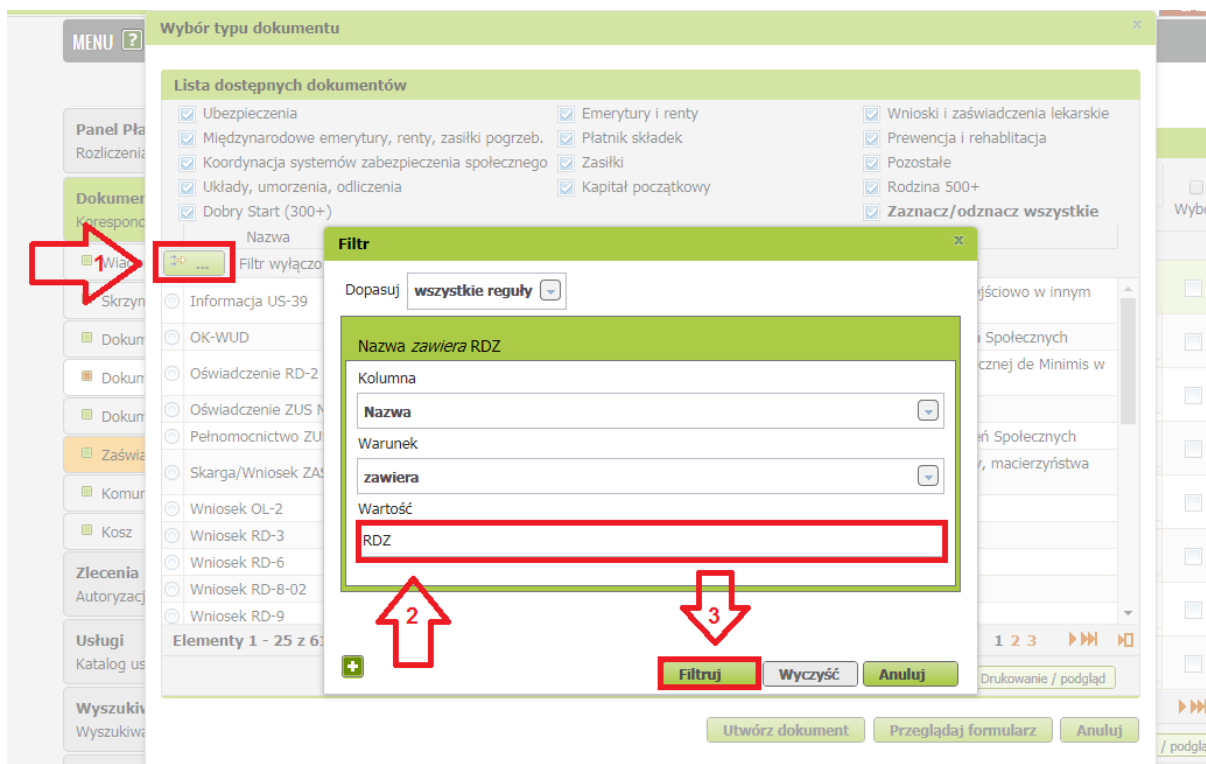 MENU ?
Wybór typu dokumentu
Lista dostępnych dokumentów
Ubezpieczenia
Emerytury i renty
Wnioski i zaświadczenia lekarskie
Międzynarodowe emerytury, renty, zasiłki pogrzeb.
Płatnik składek
Prewencja i rehablitacja
Koordynacja systemów zabezpieczenia społecznego
Zasiłki
Pozostałe
Układy, umorzenia, odliczenia
Kapitał początkowy
Rodzina 500+
Dobry Start (300+)
Zaznacz/odznacz wszystkie
Nazwa
1
...
Filtr wyłączo
Informacja US-39
jściowo w innym
OK-WUD
Społecznych
Oświadczenie RD-2
cznej de Minimis w
Oświadczenie ZUS
Pełnomocnictwo ZU
eń Społecznych
Skarga/Wniosek ZAS
, macierzyństwa
Wniosek OL-2
Wniosek RD-3
Wniosek RD-6
Wniosek RD-8-02
Wniosek RD-9
Elementy 1 - 25 z 61
1 2 3
Drukowanie / podgląd
Utwórz dokument
Przeglądaj formularz
Anuluj
Filtr
Dopasuj
wszystkie reguły
Nazwa zawiera RDZ
Kolumna
Nazwa
Warunek
zawiera
Wartość
RDZ
2
3
Filtruj
Wyczyść
Anuluj
Panel Pła
Rozliczenia
Dokumen
Korespond
Wiad
Skrzyn
Dokum
Dokum
Dokum
Zaświa
Komun
Kosz
Zlecenia
Autoryzacj
Usługi
Katalog us
Wyszukiw
Wyszukiwa
Wybe
/ podglą